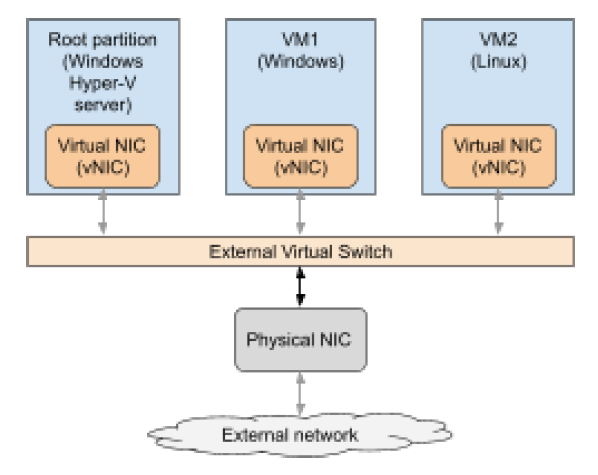 Root partition
(Windows
Hyper-V
server)
Virtual NIC
(vNIC)
VM1
(Windows)
Virtual NIC
(vNIC)
VM2
(Linux)
Virtual NIC
(vNIC)
External Virtual Switch
Physical NIC
External network